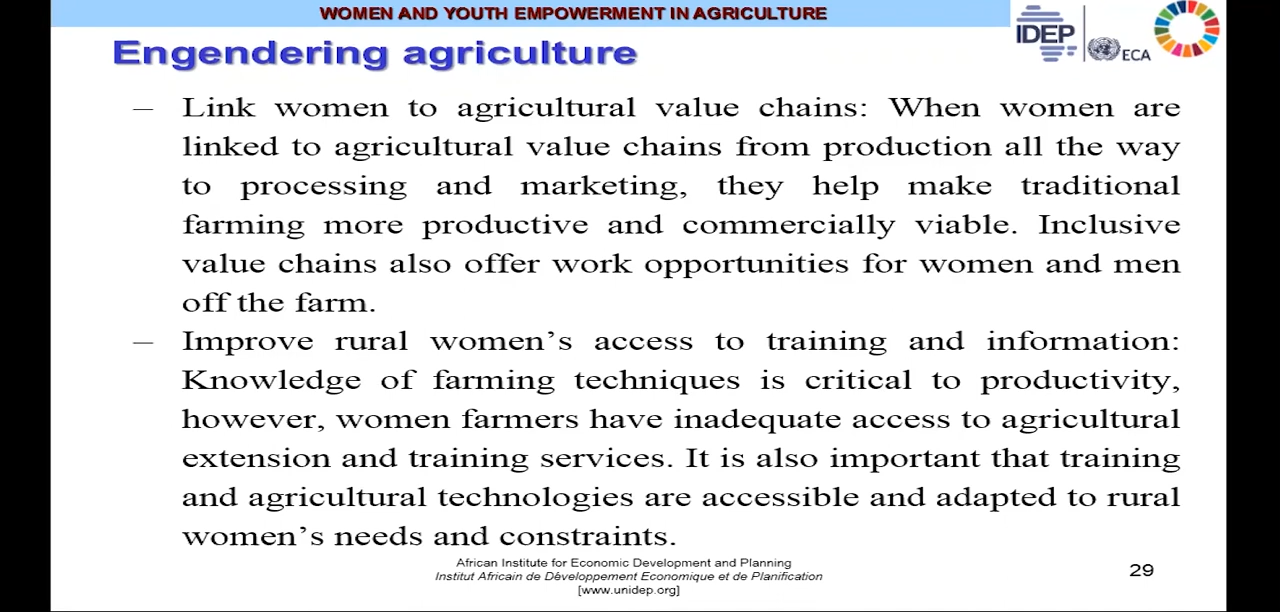 WOMEN AND YOUTH EMPOWERMENT IN AGRICULTURE
IDEP
ECA
Engendering agriculture
– Link women to agricultural value chains: When women are
linked to agricultural value chains from production all the way
to processing and marketing, they help make traditional
farming more productive and commercially viable. Inclusive
value chains also offer work opportunities for women and men
off the farm.
– Improve rural women’s access to training and information:
Knowledge of farming techniques is critical to productivity,
however, women farmers have inadequate access to agricultural
extension and training services. It is also important that training
and agricultural technologies are accessible and adapted to rural
women’s needs and constraints.
African Institute for Economic Development and Planning
Institut Africain de Développement Economique et de Planification
[www.unidep.org]
29